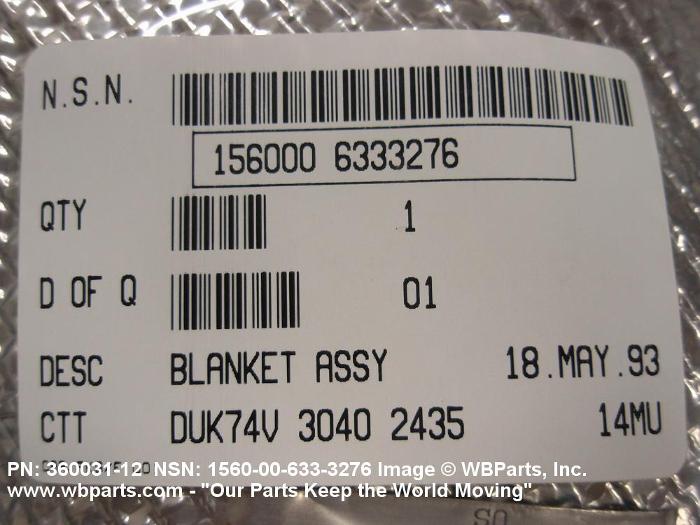 N.S.N.
156000 6333276
QTY 1
D OF Q 01
DESC BLANKET ASSY 18.MAY.93
CTT DUK74V 3040 2435 14MU
PN: 360031-12 NSN: 1560-00-633-3276 Image © WBParts, Inc.
www.wbparts.com - "Our Parts Keep the World Moving"
SQ